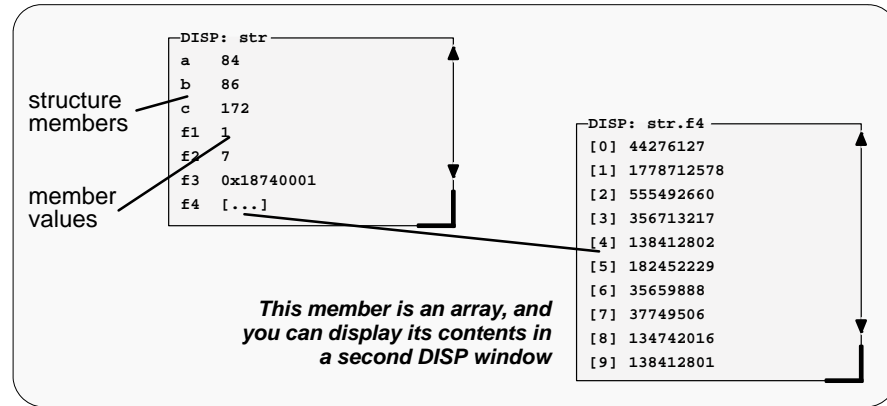 DISP: str
a 84
b 86
c 172
f1 1
f2 7
f3 0x18740001
f4 [...]
structure
members
member
values
DISP: str.f4
[0] 44276127
[1] 1778712578
[2] 555492660
[3] 356713217
[4] 138412802
[5] 182452229
[6] 35659888
[7] 37749506
[8] 134742016
[9] 138412801
This member is an array, and
you can display its contents in
a second DISP window